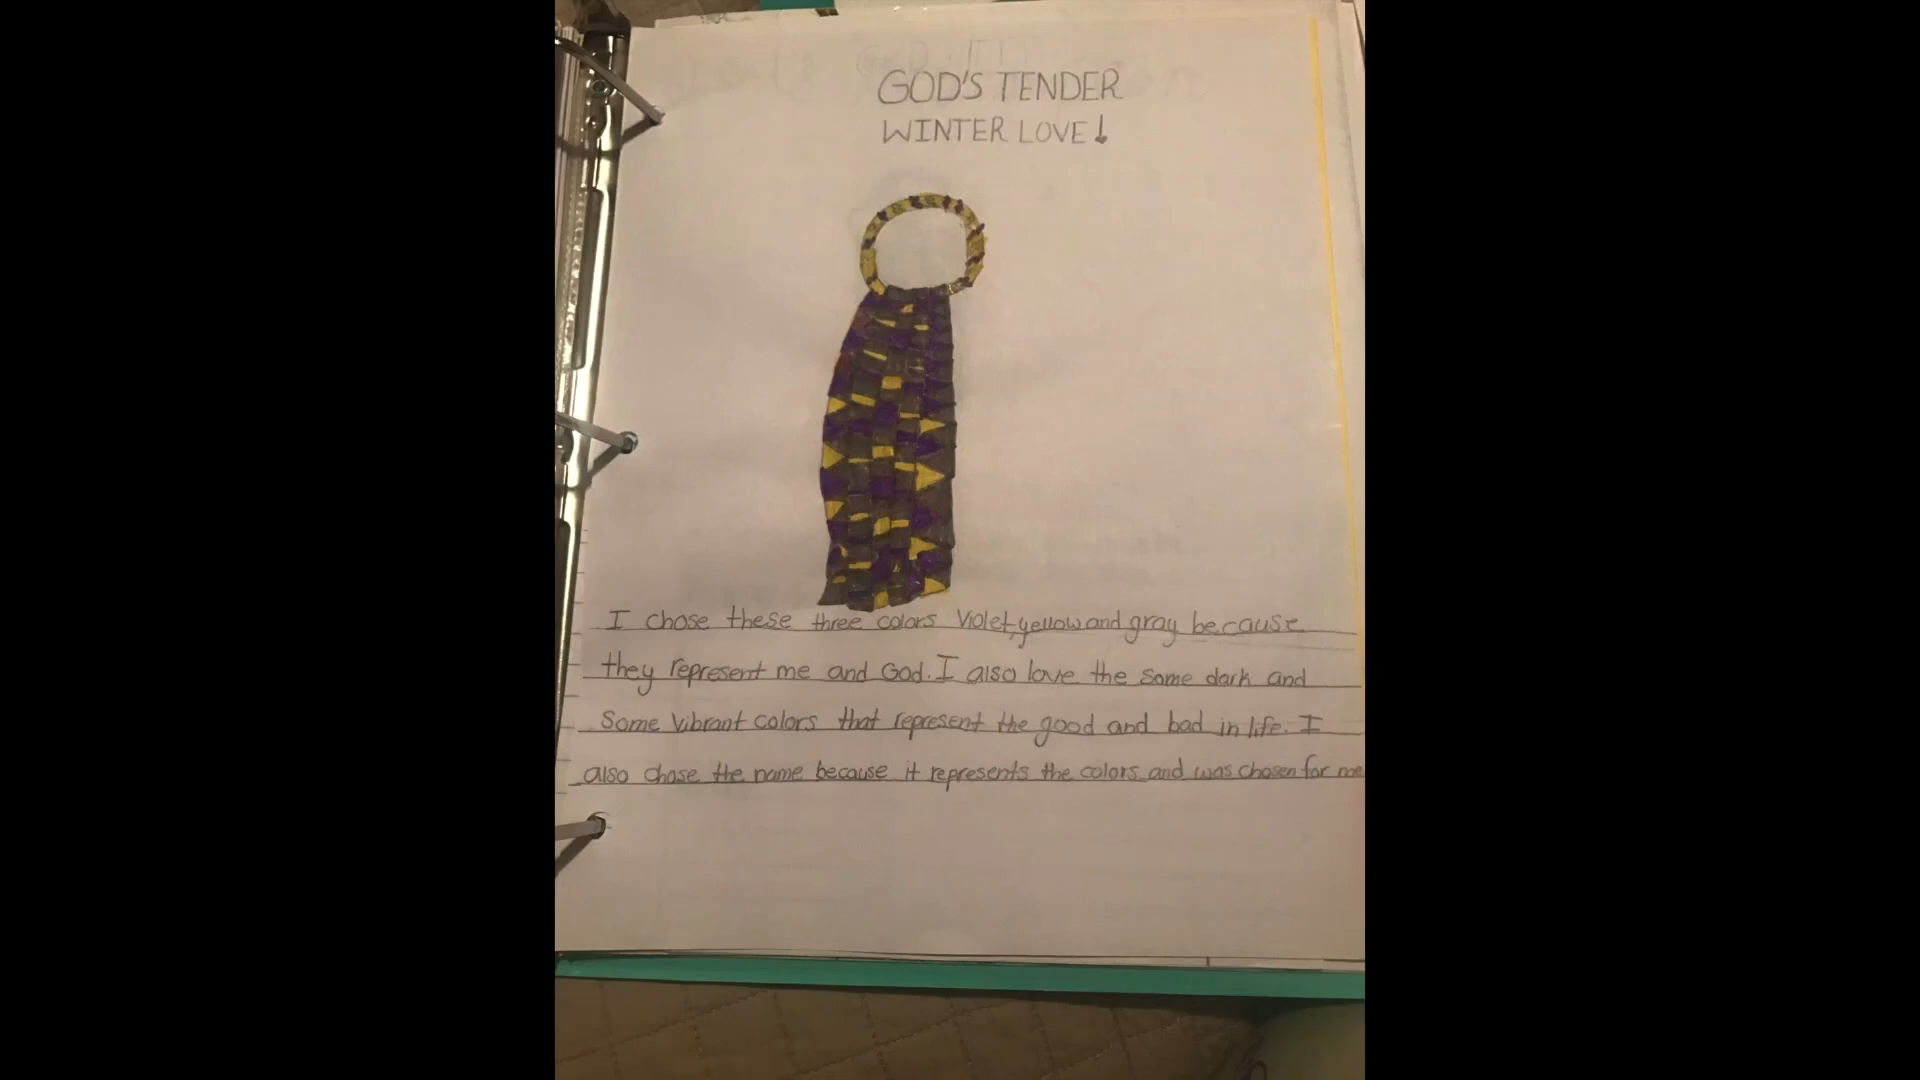 GOD'S TENDER
WINTER LOVE!
I chose these three colors Violet, yellow and gray because
they represent me and God. I also love the some dark and
some vibrant colors that represent the good and bad in life. I
also chose the name because it represents the colors and was chosen for me